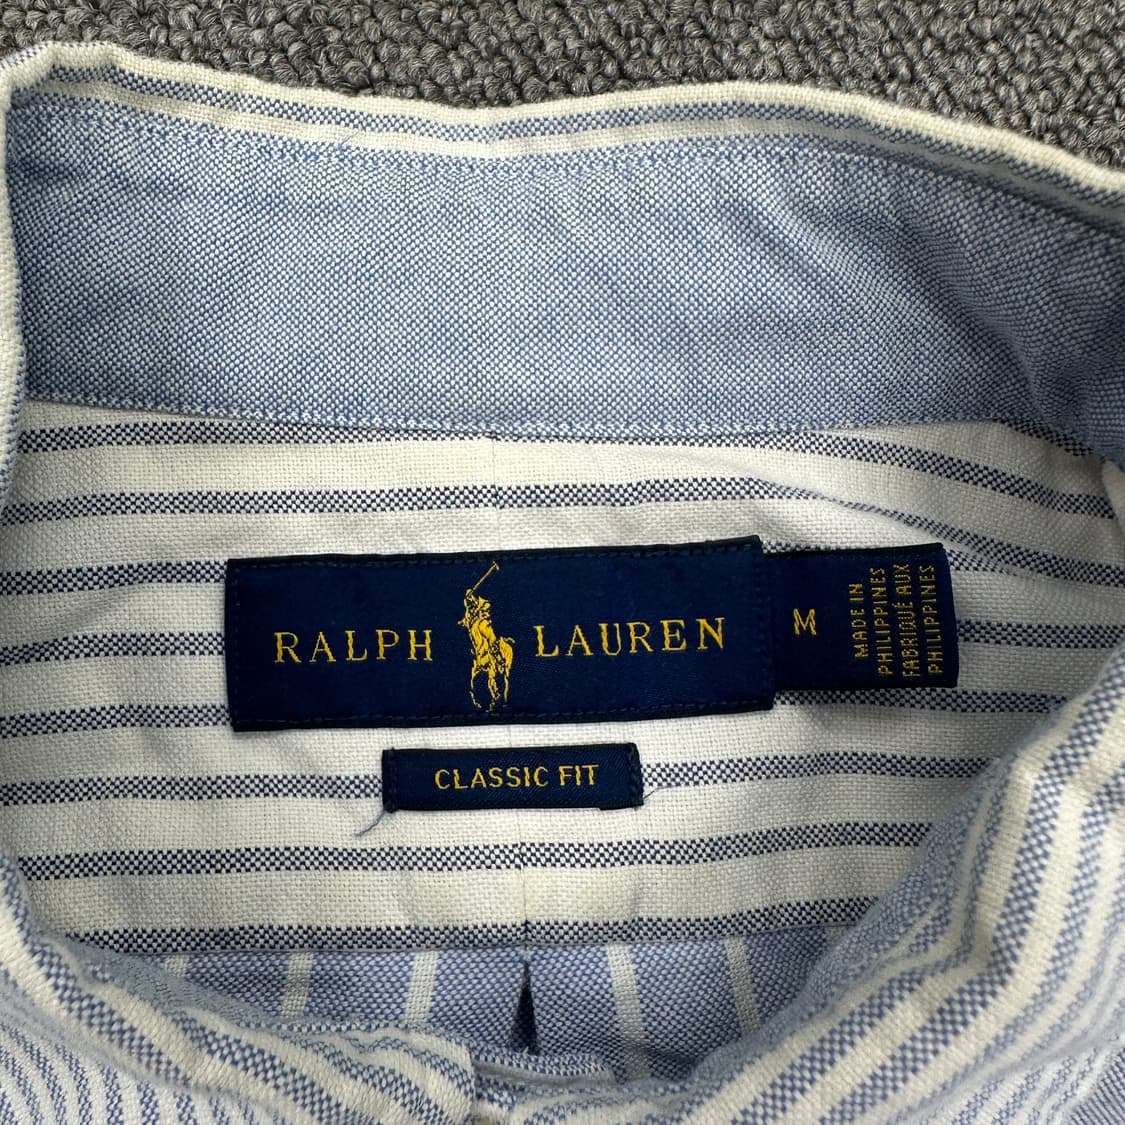 RALPH LAUREN
M
MADE IN
PHILIPPINES
FABRIQUÉ AUX
PHILIPPINES
CLASSIC FIT